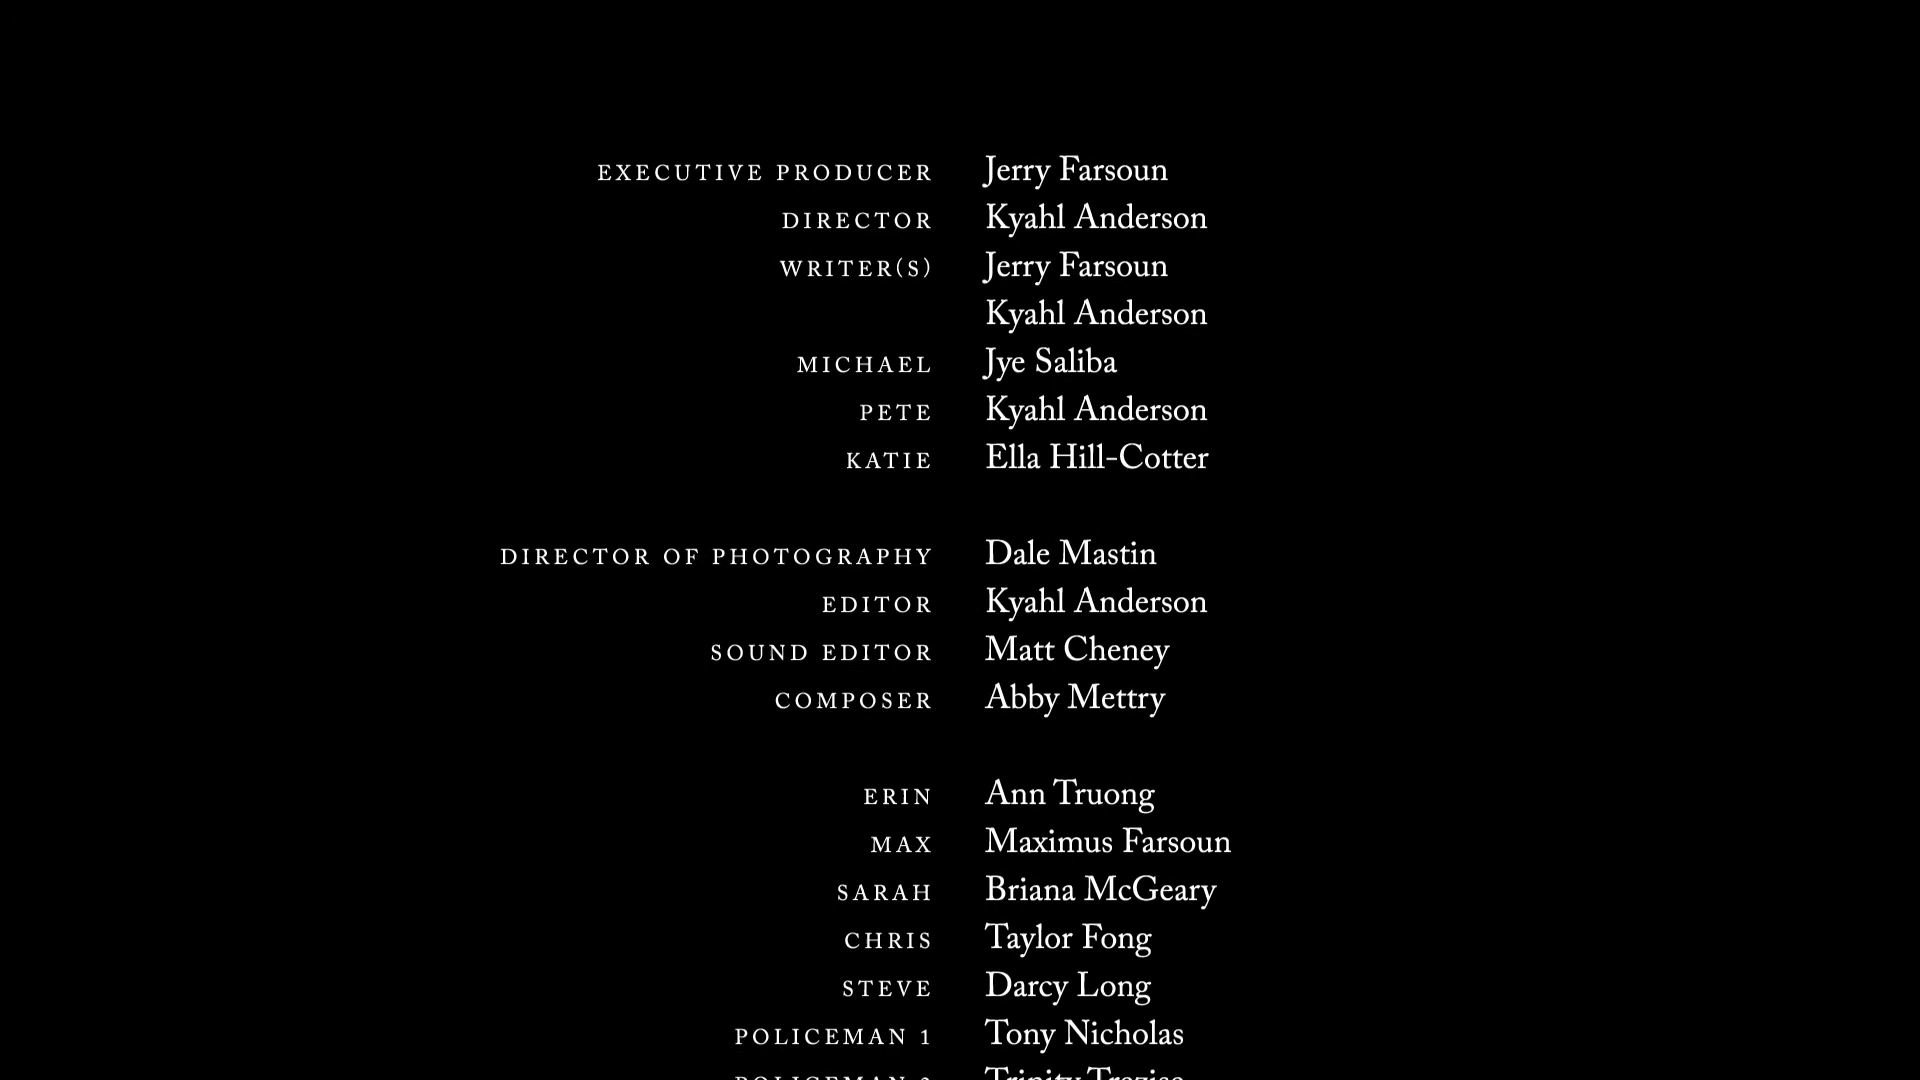 EXECUTIVE PRODUCER Jerry Farsoun
DIRECTOR Kyahl Anderson
WRITER(S) Jerry Farsoun
Kyahl Anderson
MICHAEL Jye Saliba
PETE Kyahl Anderson
KATIE Ella Hill-Cotter
DIRECTOR OF PHOTOGRAPHY Dale Mastin
EDITOR Kyahl Anderson
SOUND EDITOR Matt Cheney
COMPOSER Abby Mettry
ERIN Ann Truong
MAX Maximus Farsoun
SARAH Briana McGeary
CHRIS Taylor Fong
STEVE Darcy Long
POLICEMAN 1 Tony Nicholas
POLICEMAN Trinity